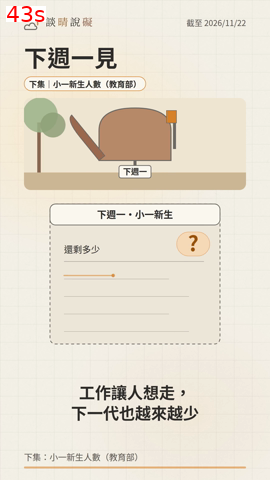 43s
談晴說礙
截至 2026/11/22
下週一見
下集｜小一新生人數（教育部）
下週一
下週一・小一新生
還剩多少
?
工作讓人想走，
下一代也越來越少
下集：小一新生人數（教育部）